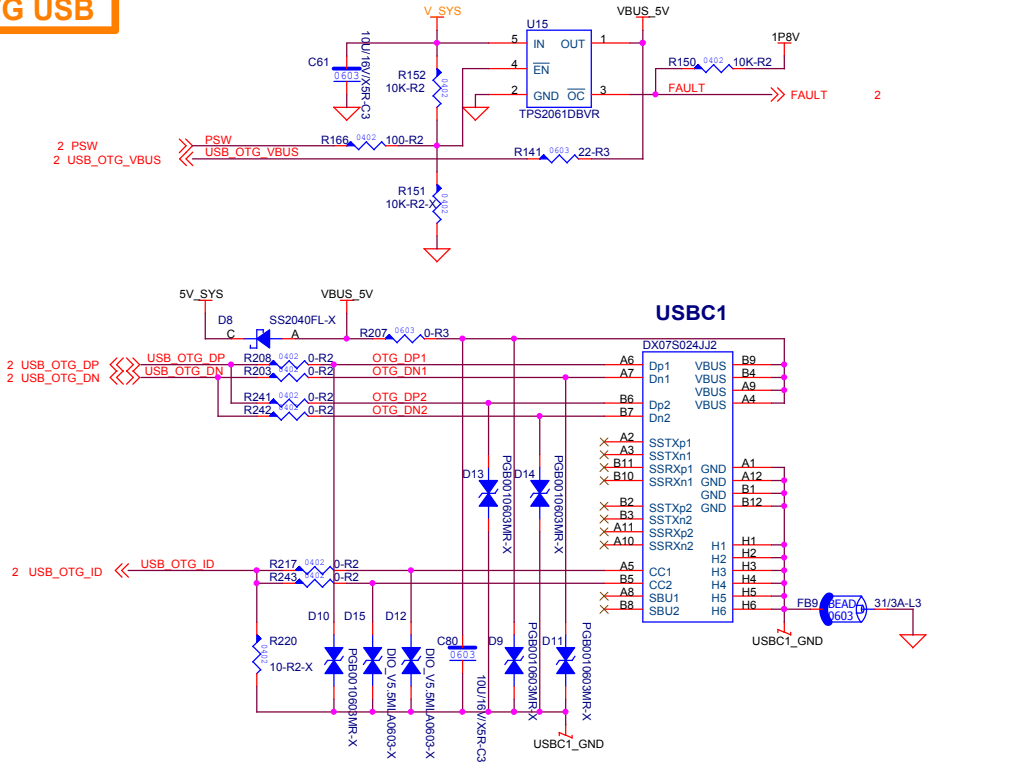 TG USB
V_SYS
VBUS_5V
U15
1P8V
5 IN OUT 1
C61
0603
10U/16V/X5R-C3
R152
10K-R2
0402
4 EN
R150 0402 10K-R2
2 GND OC 3
FAULT
FAULT 2
TPS2061DBVR
2 PSW
PSW
R166 0402 100-R2
2 USB_OTG_VBUS
USB_OTG_VBUS
R141 0603 22-R3
R151
10K-R2-X
0402
5V_SYS
VBUS_5V
USBC1
D8 SS2040FL-X
C A
R207 0603 0-R3
DX07S024JJ2
2 USB_OTG_DP
USB_OTG_DP
R208 0402 0-R2
OTG_DP1
A6 Dp1 VBUS B9
2 USB_OTG_DN
USB_OTG_DN
R203 0402 0-R2
OTG_DN1
A7 Dn1 VBUS B4
VBUS A9
R241 0402 0-R2
OTG_DP2
B6 Dp2 VBUS A4
R242 0402 0-R2
OTG_DN2
B7 Dn2
A2 SSTXp1
A3 SSTXn1
B11 SSRXp1 GND A1
B10 SSRXn1 GND A12
GND B1
B2 SSTXp2 GND B12
B3 SSTXn2
A11 SSRXp2
A10 SSRXn2 H1 H1
H2 H2
D13 PGB0010603MR-X
D14 PGB0010603MR-X
2 USB_OTG_ID
USB_OTG_ID
R217 0402 0-R2
A5 CC1 H3 H3
R243 0402 0-R2
B5 CC2 H4 H4
A8 SBU1 H5 H5
B8 SBU2 H6 H6
FB9 BEAD 0603 31/3A-L3
USBC1_GND
R220
10-R2-X
0402
D10 PGB0010603MR-X
D15 DIO_V5.5MLA0603-X
D12 DIO_V5.5MLA0603-X
C80
0603
10U/16V/X5R-C3
D9 PGB0010603MR-X
D11 PGB0010603MR-X
USBC1_GND